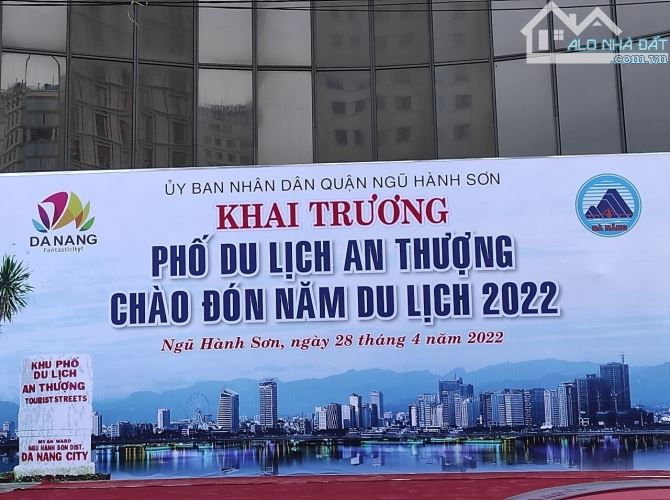 ALO NHÀ ĐẤT
.com.vn
ỦY BAN NHÂN DÂN QUẬN NGŨ HÀNH SƠN
KHAI TRƯƠNG
PHỐ DU LỊCH AN THƯỢNG
CHÀO ĐÓN NĂM DU LỊCH 2022
Ngũ Hành Sơn, ngày 28 tháng 4 năm 2022
DA NANG
Fantasticity!
ĐÀ NẴNG
KHU PHỐ
DU LỊCH
AN THƯỢNG
TOURIST STREETS
MY AN WARD
NGU HANH SON DIST.
DA NANG CITY